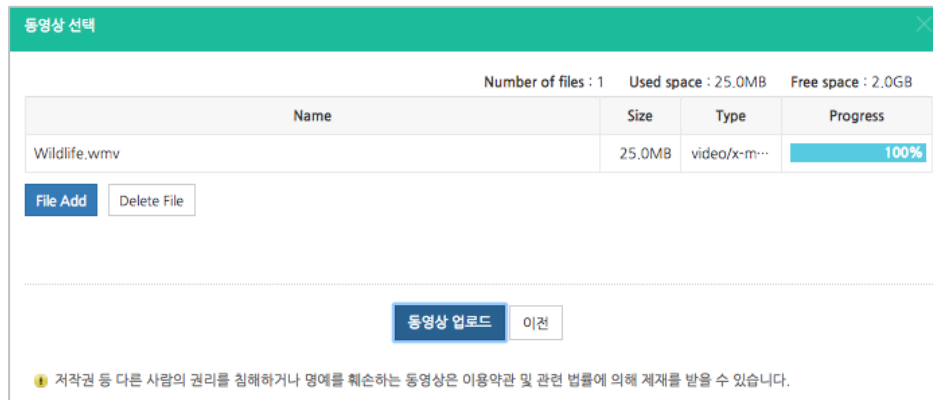 동영상 선택
Number of files : 1 Used space : 25.0MB Free space : 2.0GB
Name Size Type Progress
Wildlife.wmv 25.0MB video/x-m··· 100%
File Add Delete File
동영상 업로드 이전
저작권 등 다른 사람의 권리를 침해하거나 명예를 훼손하는 동영상은 이용약관 및 관련 법률에 의해 제재를 받을 수 있습니다.